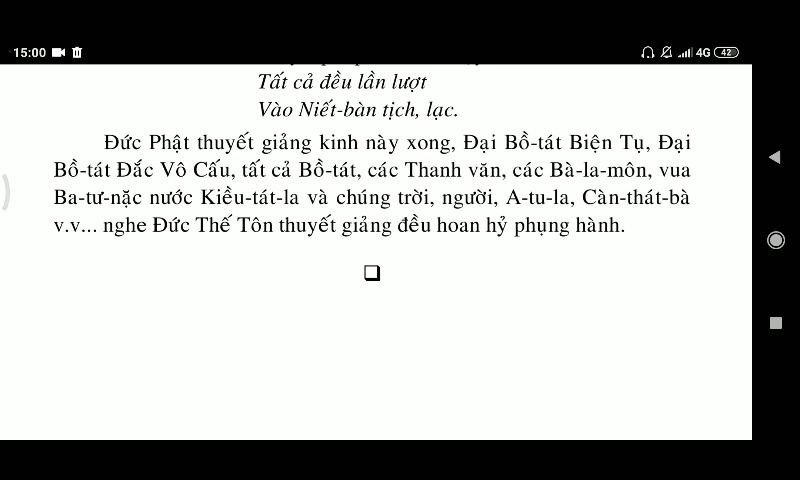 15:00 4G 42
Tất cả đều lần lượt
Vào Niết-bàn tịch, lạc.
Đức Phật thuyết giảng kinh này xong, Đại Bồ-tát Biện Tụ, Đại
Bồ-tát Đắc Vô Cấu, tất cả Bồ-tát, các Thanh văn, các Bà-la-môn, vua
Ba-tư-nặc nước Kiều-tát-la và chúng trời, người, A-tu-la, Càn-thát-bà
v.v... nghe Đức Thế Tôn thuyết giảng đều hoan hỷ phụng hành.